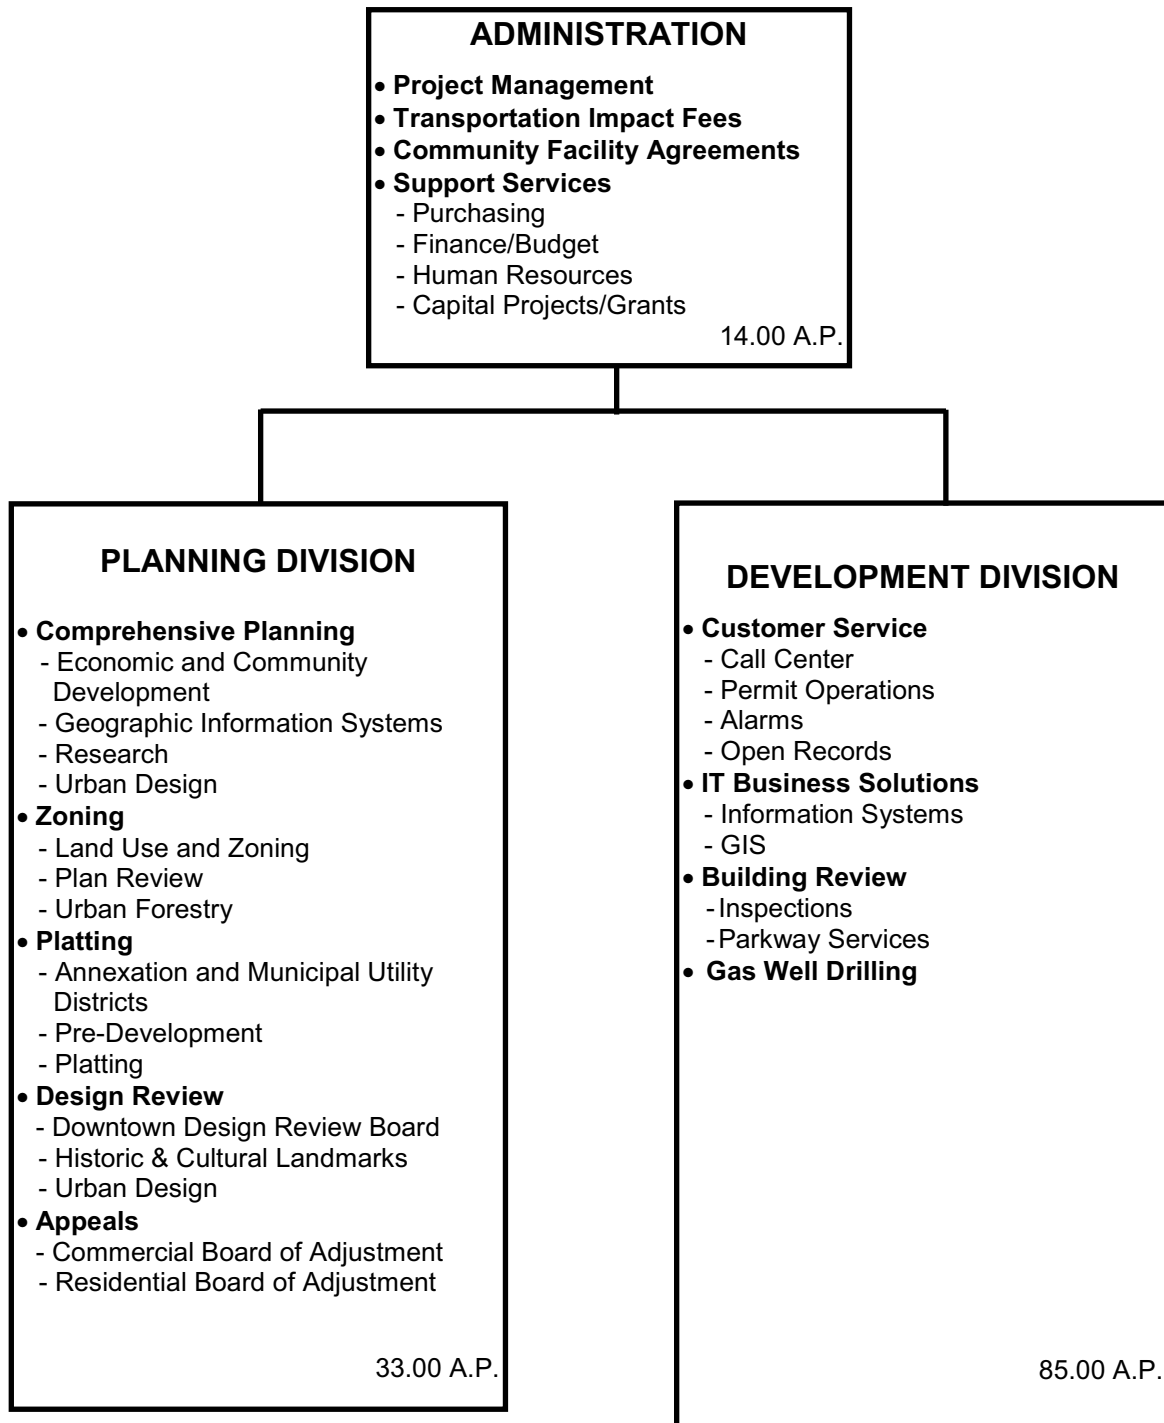 ADMINISTRATION
• Project Management
• Transportation Impact Fees
• Community Facility Agreements
• Support Services
- Purchasing
- Finance/Budget
- Human Resources
- Capital Projects/Grants
14.00 A.P.
PLANNING DIVISION
• Comprehensive Planning
- Economic and Community
Development
- Geographic Information Systems
- Research
- Urban Design
• Zoning
- Land Use and Zoning
- Plan Review
- Urban Forestry
• Platting
- Annexation and Municipal Utility
Districts
- Pre-Development
- Platting
• Design Review
- Downtown Design Review Board
- Historic & Cultural Landmarks
- Urban Design
• Appeals
- Commercial Board of Adjustment
- Residential Board of Adjustment
33.00 A.P.
DEVELOPMENT DIVISION
• Customer Service
- Call Center
- Permit Operations
- Alarms
- Open Records
• IT Business Solutions
- Information Systems
- GIS
• Building Review
-Inspections
-Parkway Services
• Gas Well Drilling
85.00 A.P.